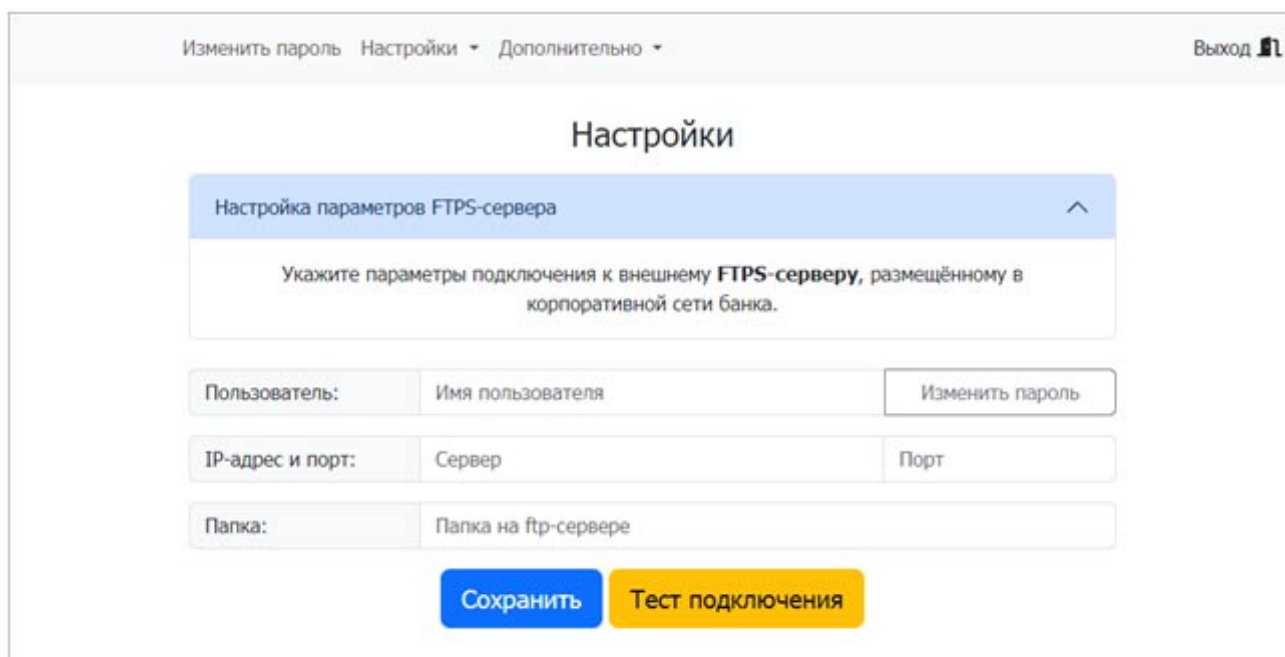 Изменить пароль Настройки Дополнительно Выход
Настройки
Настройка параметров FTPS-сервера
Укажите параметры подключения к внешнему FTPS-серверу, размещённому в
корпоративной сети банка.
Пользователь: Имя пользователя Изменить пароль
IP-адрес и порт: Сервер Порт
Папка: Папка на ftp-сервере
Сохранить Тест подключения